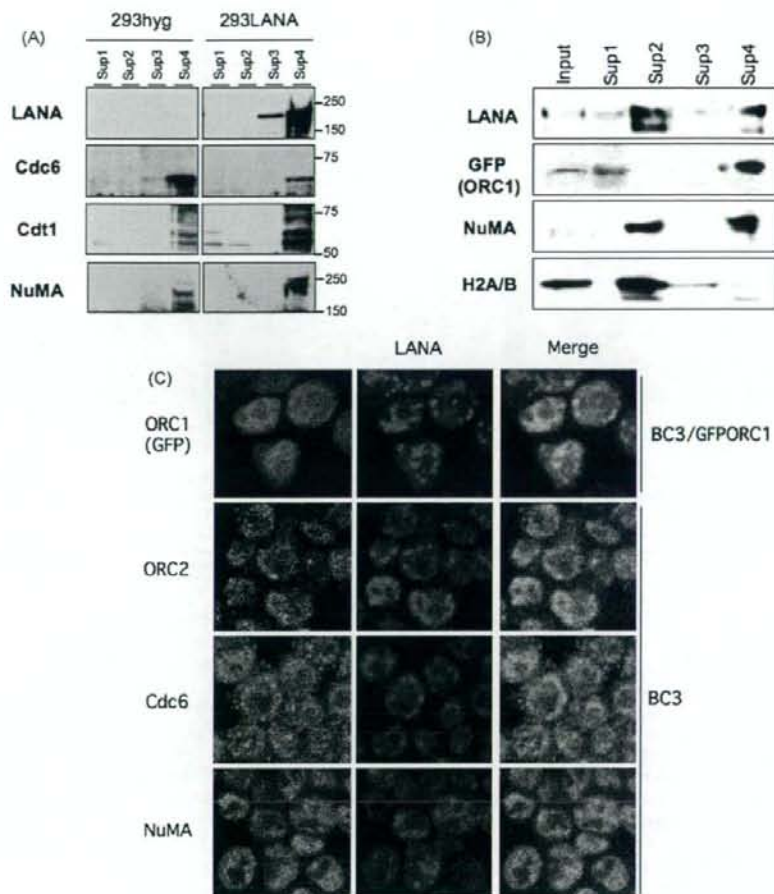 (A)
293hyg 293LANA
Sup1 Sup2 Sup3 Sup4 Sup1 Sup2 Sup3 Sup4
LANA
250
150
Cdc6
75
Cdt1
75
50
NuMA
250
150
(B)
Input Sup1 Sup2 Sup3 Sup4
LANA
GFP
(ORC1)
NuMA
H2A/B
(C)
LANA Merge
ORC1
(GFP)
BC3/GFPORC1
ORC2
Cdc6
BC3
NuMA